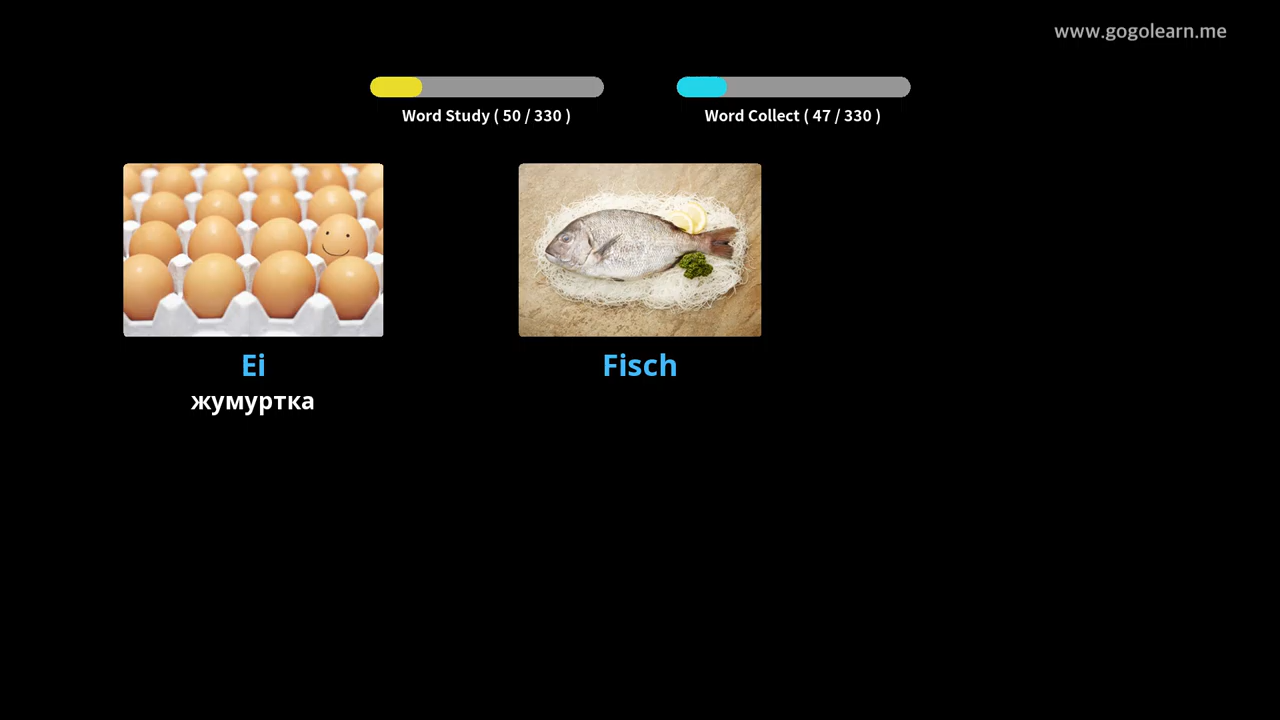 www.gogolearn.me
Word Study ( 50 / 330 )
Word Collect ( 47 / 330 )
Ei
жумуртка
Fisch